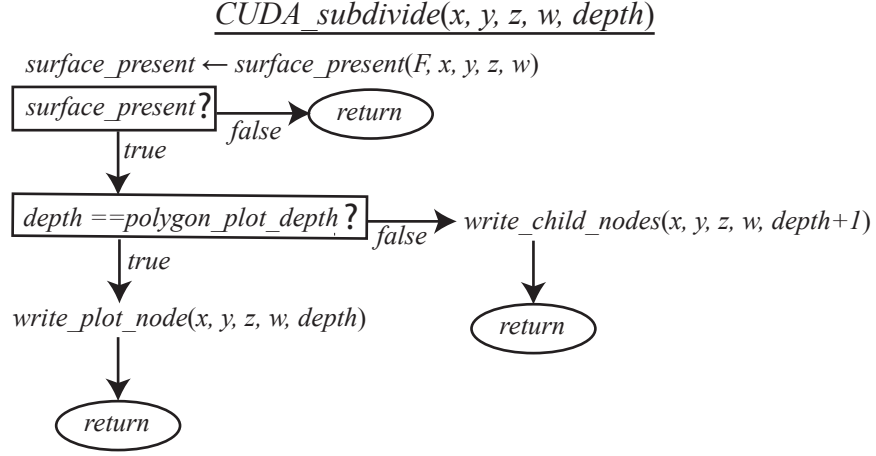 CUDA_subdivide(x, y, z, w, depth)
surface_present ← surface_present(F, x, y, z, w)
surface_present?
false
return
true
depth ==polygon_plot_depth?
false
write_child_nodes(x, y, z, w, depth+1)
true
write_plot_node(x, y, z, w, depth)
return
return